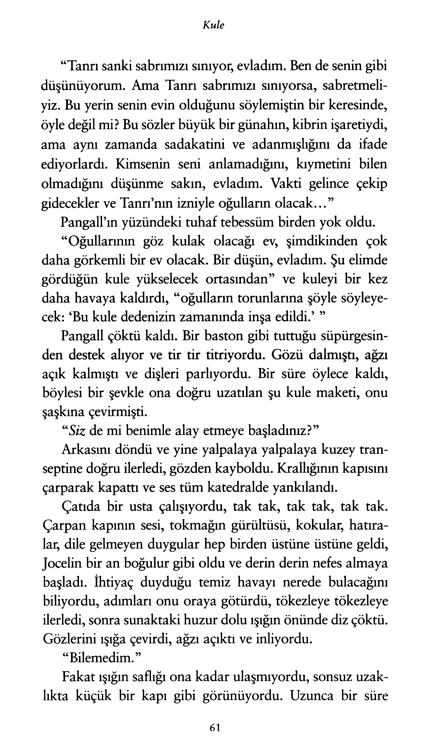 Kule
“Tanrı sanki sabrımızı sınıyor, evladım. Ben de senin gibi
düşünüyorum. Ama Tanrı sabrımızı sınıyorsa, sabretmeli-
yiz. Bu yerin senin evin olduğunu söylemiştin bir keresinde,
öyle değil mi? Bu sözler büyük bir günahın, kibrin işaretiydi,
ama aynı zamanda sadakatini ve adanmışlığını da ifade
ediyorlardı. Kimsenin seni anlamadığını, kıymetini bilen
olmadığını düşünme sakın, evladım. Vakti gelince çekip
gidecekler ve Tanrı’nın izniyle oğulların olacak...”
Pangall’ın yüzündeki tuhaf tebessüm birden yok oldu.
“Oğullarının göz kulak olacağı ev, şimdikinden çok
daha görkemli bir ev olacak. Bir düşün, evladım. Şu elimde
gördüğün kule yükselecek ortasından” ve kuleyi bir kez
daha havaya kaldırdı, “oğulların torunlarına şöyle söyleye-
cek: ‘Bu kule dedenizin zamanında inşa edildi.’ ”
Pangall çöktü kaldı. Bir baston gibi tuttuğu süpürgesin-
den destek alıyor ve tir tir titriyordu. Gözü dalmıştı, ağzı
açık kalmıştı ve dişleri parlıyordu. Bir süre öylece kaldı,
böylesi bir şevkle ona doğru uzatılan şu kule maketi, onu
şaşkına çevirmişti.
“Siz de mi benimle alay etmeye başladınız?”
Arkasını döndü ve yine yalpalaya yalpalaya kuzey tran-
septine doğru ilerledi, gözden kayboldu. Krallığının kapısını
çarparak kapattı ve ses tüm katedralde yankılandı.
Çatıda bir usta çalışıyordu, tak tak, tak tak, tak tak.
Çarpan kapının sesi, tokmağın gürültüsü, kokular, hatıra-
lar, dile gelmeyen duygular hep birden üstüne üstüne geldi,
Jocelin bir an boğulur gibi oldu ve derin derin nefes almaya
başladı. İhtiyaç duyduğu temiz havayı nerede bulacağını
biliyordu, adımları onu oraya götürdü, tökezleye tökezleye
ilerledi, sonra sunaktaki huzur dolu ışığın önünde diz çöktü.
Gözlerini ışığa çevirdi, ağzı açıktı ve inliyordu.
“Bilemedim.”
Fakat ışığın saflığı ona kadar ulaşmıyordu, sonsuz uzak-
lıkta küçük bir kapı gibi görünüyordu. Uzunca bir süre
61